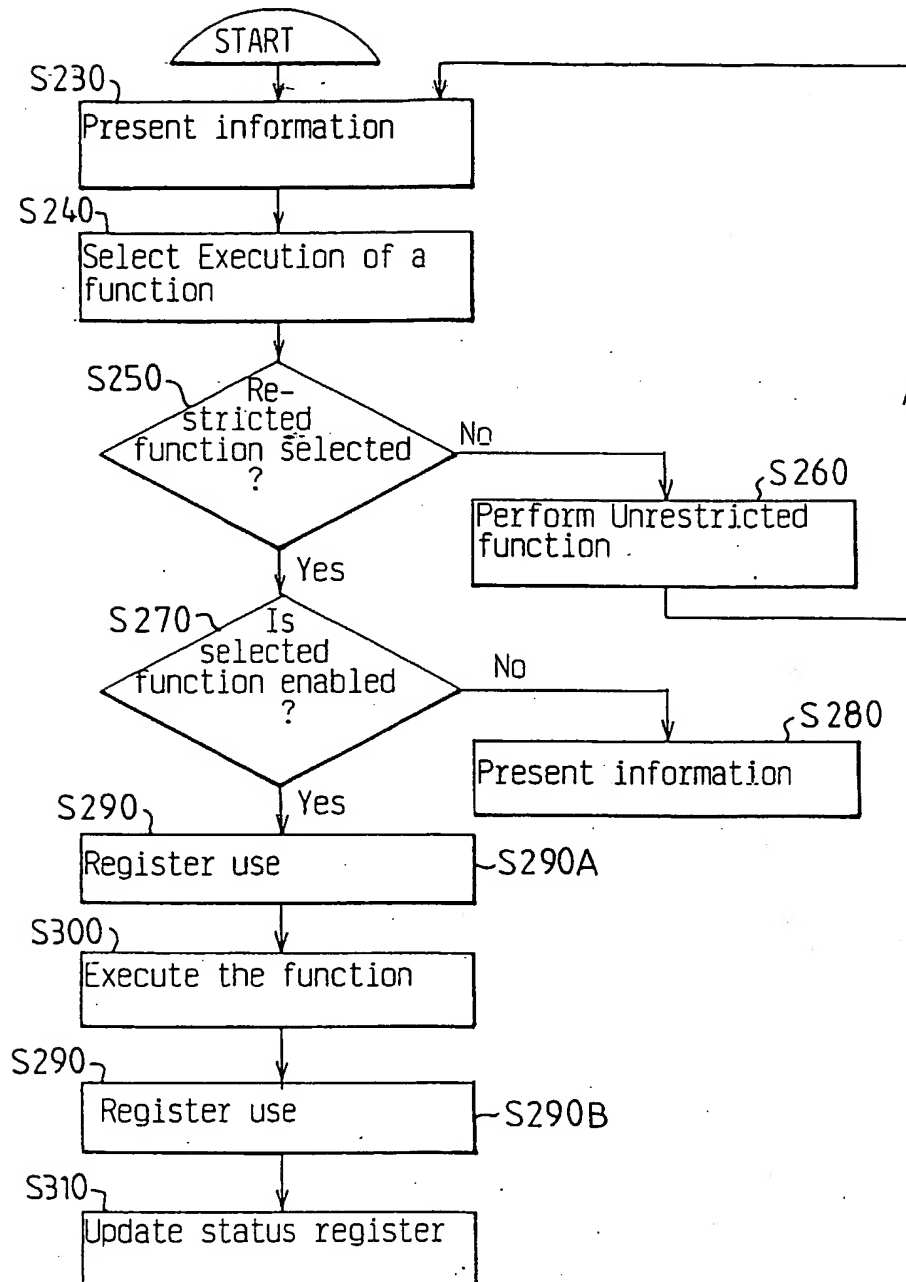 START
S230
Present information
S240
Select Execution of a
function
S250
Re-
stricted
function selected
?
No
S260
Perform Unrestricted
function
Yes
S270
Is
selected
function enabled
?
No
S280
Present information
Yes
S290
Register use
S290A
S300
Execute the function
S290
Register use
S290B
S310
Update status register